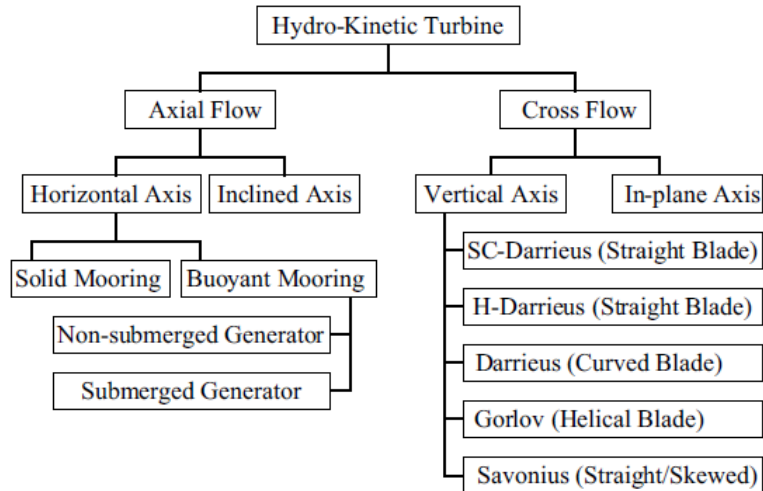 Hydro-Kinetic Turbine
Axial Flow
Cross Flow
Horizontal Axis
Inclined Axis
Vertical Axis
In-plane Axis
Solid Mooring
Buoyant Mooring
Non-submerged Generator
Submerged Generator
SC-Darrieus (Straight Blade)
H-Darrieus (Straight Blade)
Darrieus (Curved Blade)
Gorlov (Helical Blade)
Savonius (Straight/Skewed)